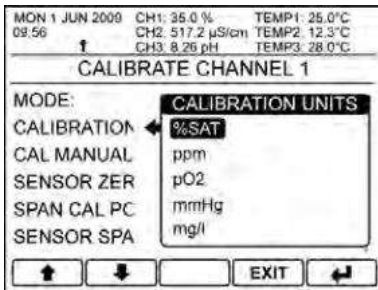 MON 1 JUN 2009 CH1: 35.0 % TEMP1: 25.0°C
09:56 CH2: 517.2 µS/cm TEMP2: 12.3°C
CH3: 8.26 pH TEMP3: 28.0°C
CALIBRATE CHANNEL 1
MODE:
CALIBRATION UNITS
CALIBRATION %SAT
CAL MANUAL ppm
SENSOR ZER pO2
SPAN CAL PC mmHg
SENSOR SPA mg/l
EXIT